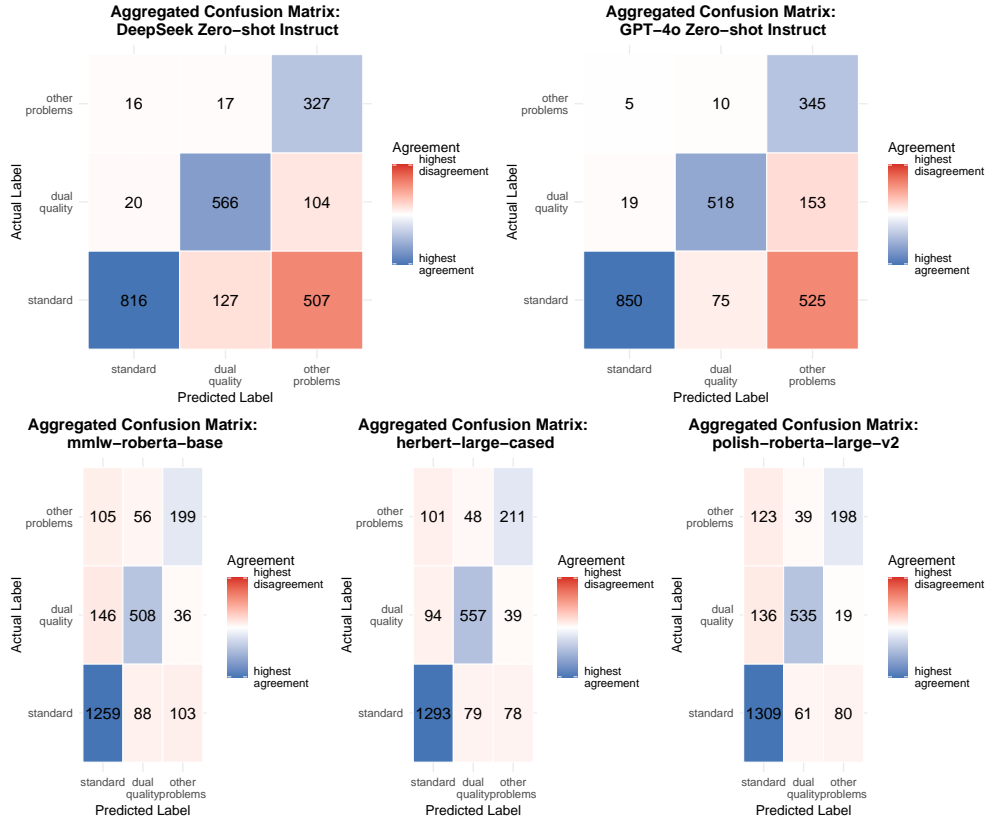 Aggregated Confusion Matrix:
DeepSeek Zero−shot Instruct
other
problems
16 17 327
dual
quality
20 566 104
standard
816 127 507
standard dual
quality
other
problems
Predicted Label
Actual Label
Agreement
highest
disagreement
highest
agreement
Aggregated Confusion Matrix:
GPT−4o Zero−shot Instruct
other
problems
5 10 345
dual
quality
19 518 153
standard
850 75 525
standard dual
quality
other
problems
Predicted Label
Actual Label
Agreement
highest
disagreement
highest
agreement
Aggregated Confusion Matrix:
mmlw−roberta−base
other
problems
105 56 199
dual
quality
146 508 36
standard
1259 88 103
standard dual
quality
other
problems
Predicted Label
Actual Label
Agreement
highest
disagreement
highest
agreement
Aggregated Confusion Matrix:
herbert−large−cased
other
problems
101 48 211
dual
quality
94 557 39
standard
1293 79 78
standard dual
quality
other
problems
Predicted Label
Actual Label
Agreement
highest
disagreement
highest
agreement
Aggregated Confusion Matrix:
polish−roberta−large−v2
other
problems
123 39 198
dual
quality
136 535 19
standard
1309 61 80
standard dual
quality
other
problems
Predicted Label
Actual Label
Agreement
highest
disagreement
highest
agreement